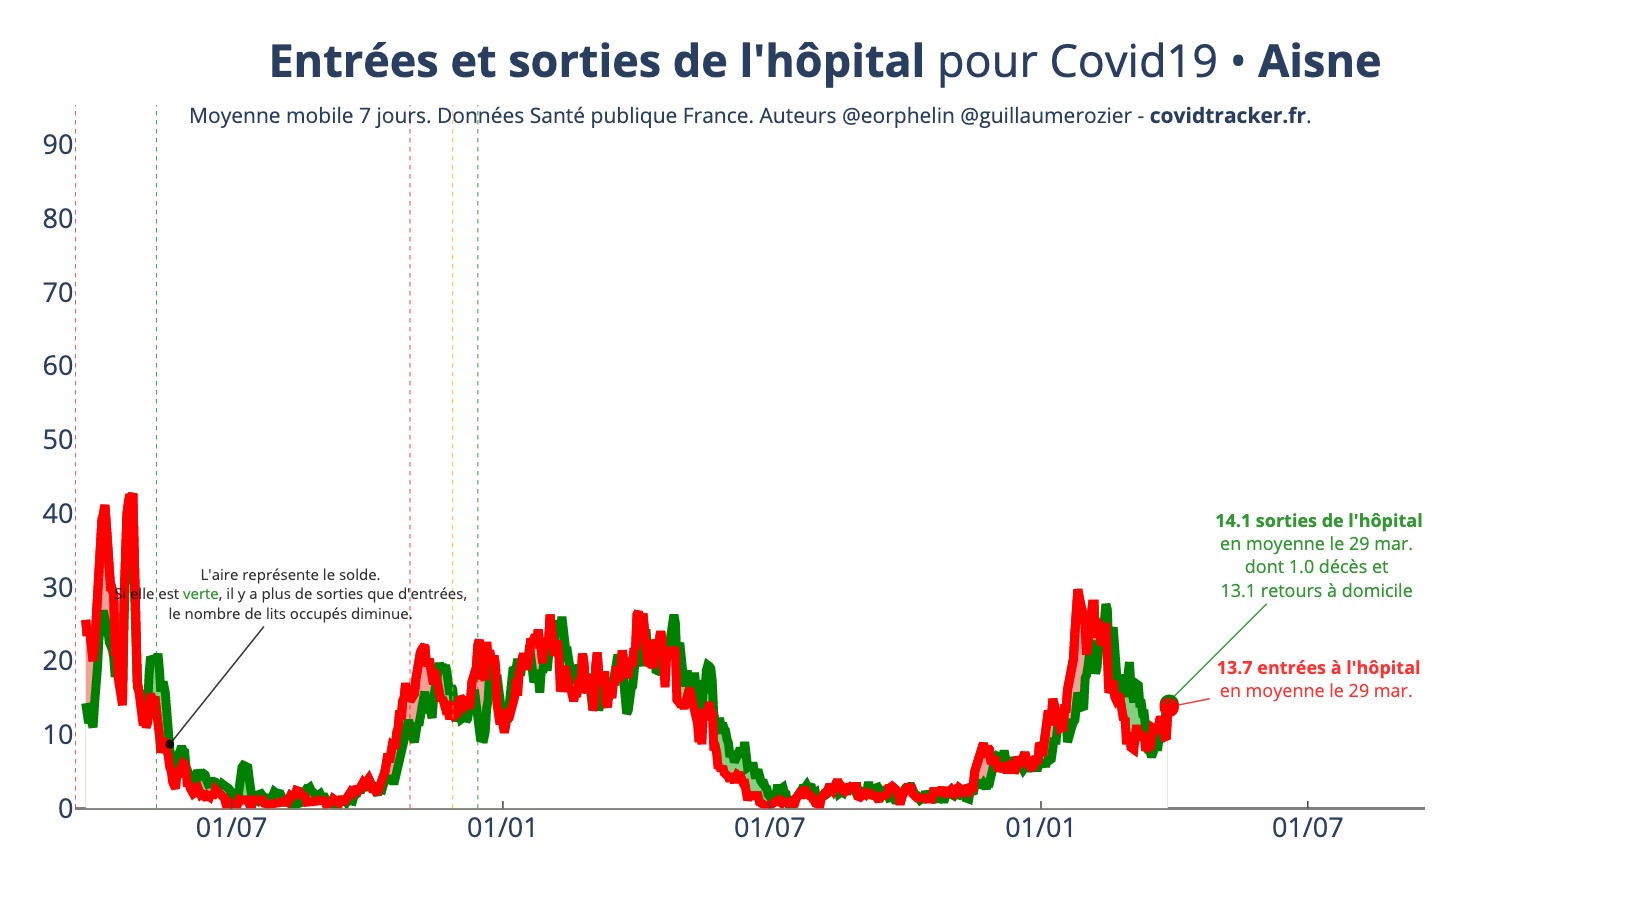 Entrées et sorties de l'hôpital pour Covid19 • Aisne
Moyenne mobile 7 jours. Données Santé publique France. Auteurs @eorphelin @guillaumerozier - covidtracker.fr.
90
80
70
60
50
40
30
20
10
0
L'aire représente le solde.
Si elle est verte, il y a plus de sorties que d'entrées,
le nombre de lits occupés diminue.
14.1 sorties de l'hôpital
en moyenne le 29 mar.
dont 1.0 décès et
13.1 retours à domicile
13.7 entrées à l'hôpital
en moyenne le 29 mar.
01/07
01/01
01/07
01/01
01/07